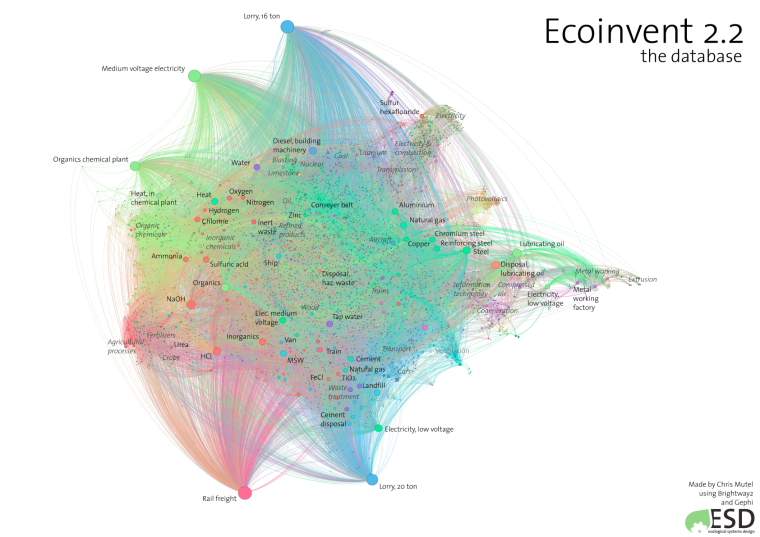 Ecoinvent 2.2
the database
Lorry, 16 ton
Medium voltage electricity
Sulfur
hexaflouride
Electricity
Diesel, building
machinery
Electricity &
combustion
Blasting
Coal
Uranium
Nuclear
Organics chemical plant
Water
Limestone
Transmission
Heat, in
chemical plant
Heat
Oxygen
Nitrogen
Oil
Photovoltaics
Hydrogen
Conveyer belt
Aluminium
Zinc
Chlorine
Inert
waste
Refined
products
Natural gas
Organic
chemicals
Inorganic
chemicals
Chromium steel
Aircraft
Copper
Reinforcing steel
Steel
Lubricating oil
Ammonia
Sulfuric acid
Ship
Disposal,
lubricating oil
Disposal,
haz. waste
Metal working
Extrusion
Organics
Information
technology
Compressed
air
Trams
Electricity,
low voltage
Metal
working
factory
NaOH
Wood
Cogeneration
Elec. medium
voltage
Tap water
Agricultural
processes
Fertilizers
Urea
Inorganics
Van
Crops
HCl
MSW
Train
Transport
Ventilation
Cement
Natural gas
Cars
FeCl
TiO2
Landfill
Waste
treatment
Cement
disposal
Electricity, low voltage
Rail freight
Lorry, 20 ton
Made by Chris Mutel
using Brightway2
and Gephi
ESD
ecological systems design